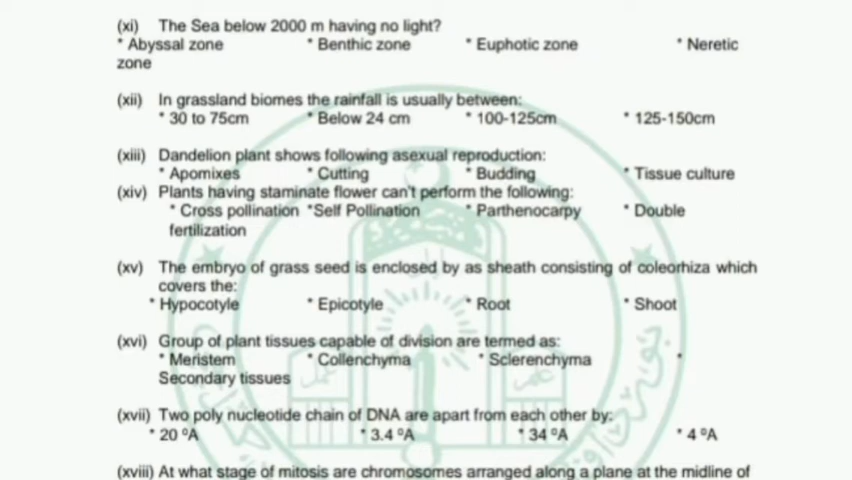 (xi) The Sea below 2000 m having no light?
* Abyssal zone * Benthic zone * Euphotic zone * Neretic
zone
(xii) In grassland biomes the rainfall is usually between:
* 30 to 75cm * Below 24 cm * 100-125cm * 125-150cm
(xiii) Dandelion plant shows following asexual reproduction:
* Apomixes * Cutting * Budding * Tissue culture
(xiv) Plants having staminate flower can't perform the following:
* Cross pollination *Self Pollination * Parthenocarpy * Double
fertilization
(xv) The embryo of grass seed is enclosed by as sheath consisting of coleorhiza which
covers the:
* Hypocotyle * Epicotyle * Root * Shoot
(xvi) Group of plant tissues capable of division are termed as:
* Meristem * Collenchyma * Sclerenchyma *
Secondary tissues
(xvii) Two poly nucleotide chain of DNA are apart from each other by:
* 20 ºA * 3.4 ºA * 34 ºA * 4 ºA
(xviii) At what stage of mitosis are chromosomes arranged along a plane at the midline of